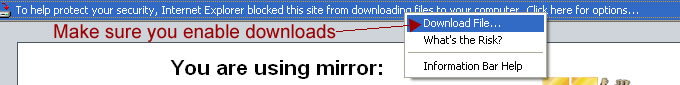 To help protect your security, Internet Explorer blocked this site from downloading files to your computer. Click here for options...
Download File...
Make sure you enable downloads
What's the Risk?
You are using mirror:
Information Bar Help